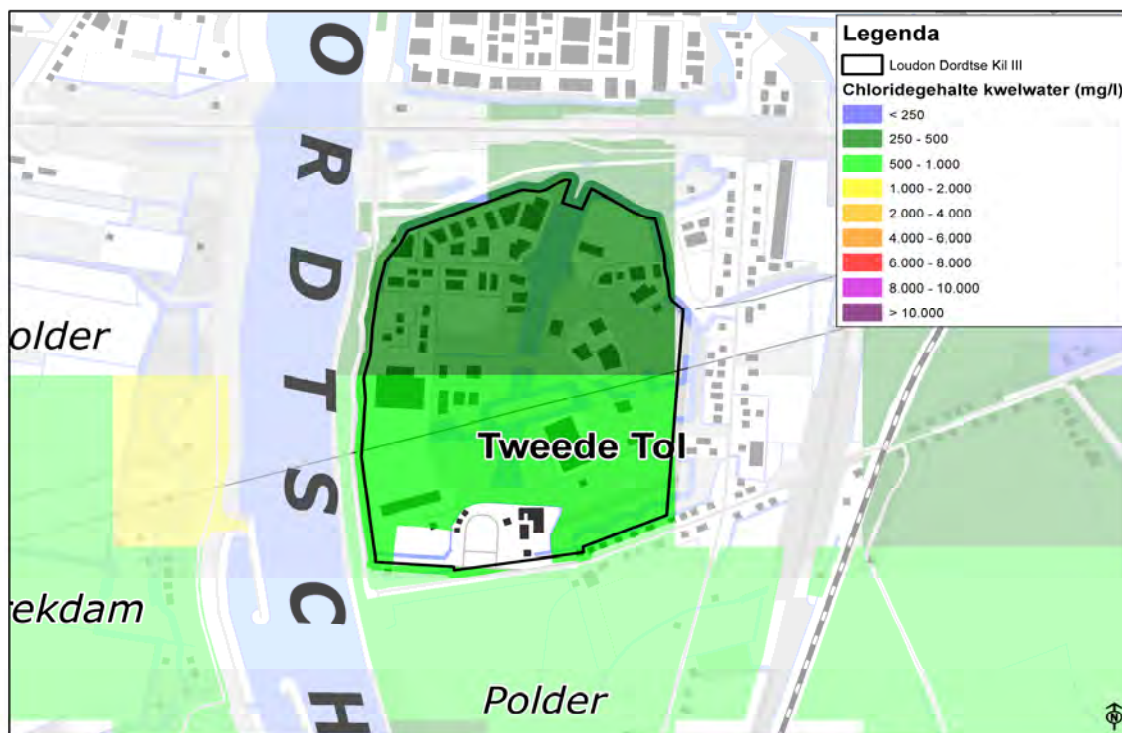 Legenda
Loudon Dordtse Kil III
Chloridegehalte kwelwater (mg/l)
< 250
250 - 500
500 - 1.000
1.000 - 2.000
2.000 - 4.000
4.000 - 6.000
6.000 - 8.000
8.000 - 10.000
> 10.000
ORDTSCH
older
Tweede Tol
rekdam
Polder
N